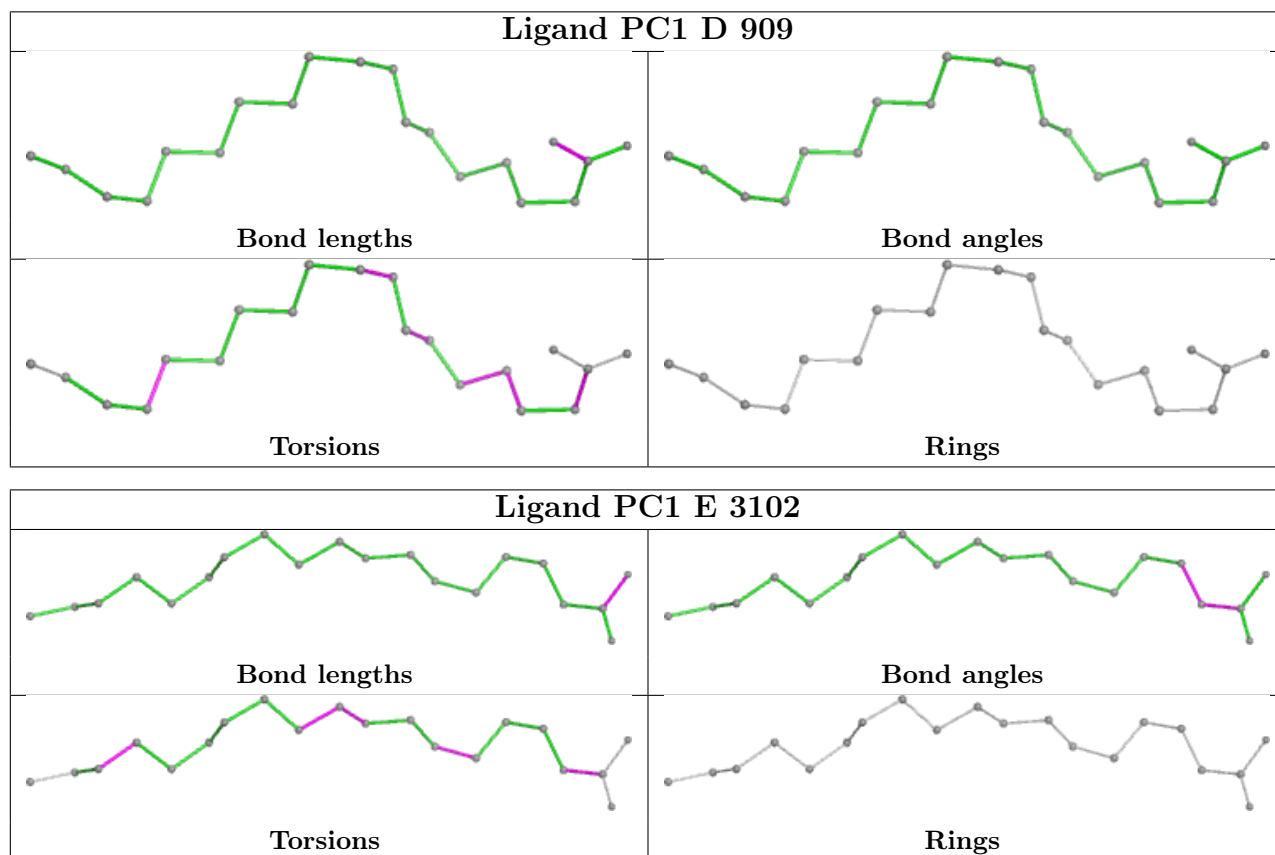 Ligand PC1 D 909
Bond lengths
Bond angles
Torsions
Rings
Ligand PC1 E 3102
Bond lengths
Bond angles
Torsions
Rings